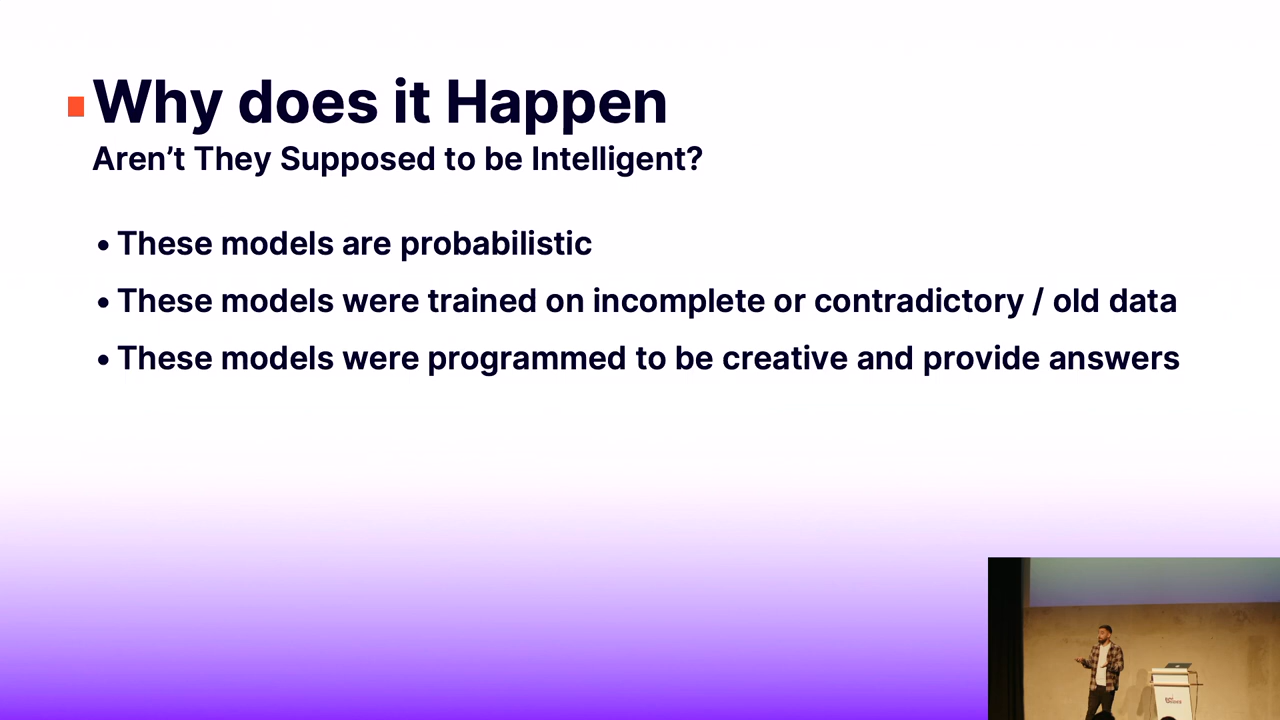 Why does it Happen
Aren’t They Supposed to be Intelligent?
• These models are probabilistic
• These models were trained on incomplete or contradictory / old data
• These models were programmed to be creative and provide answers